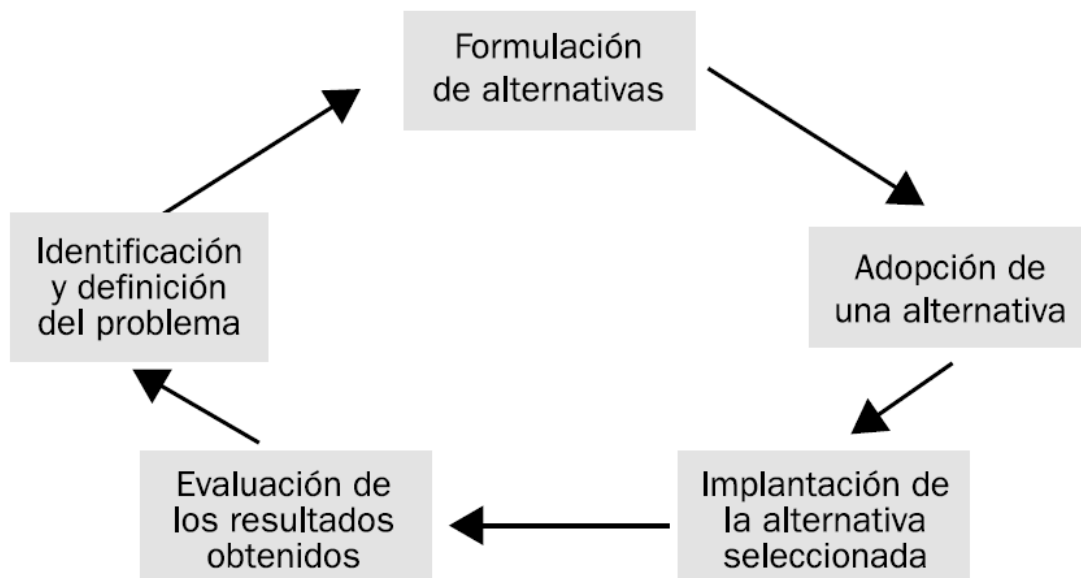 Formulación
de alternativas
Identificación
y definición
del problema
Adopción de
una alternativa
Evaluación de
los resultados
obtenidos
Implantación de
la alternativa
seleccionada